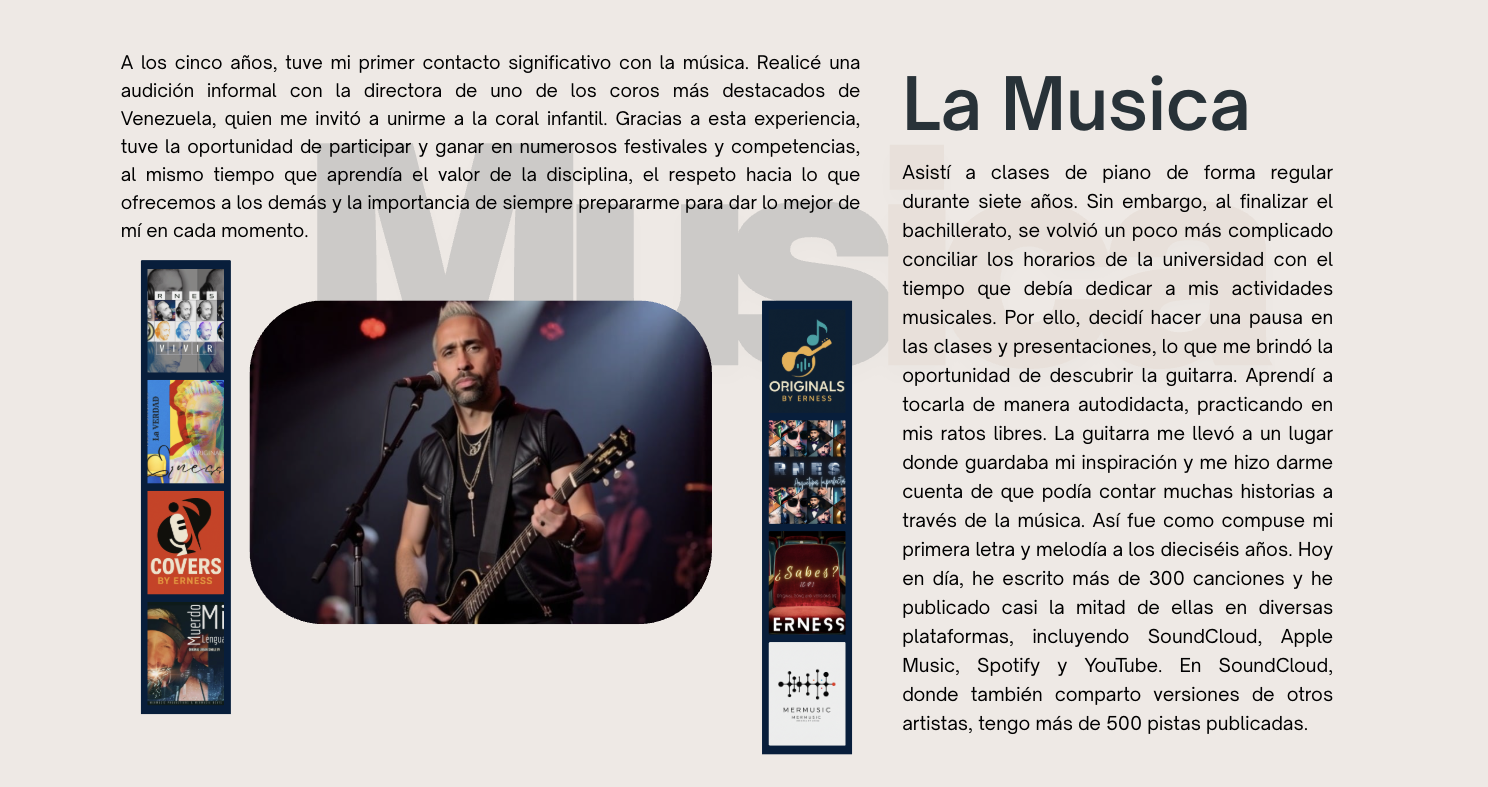 A los cinco años, tuve mi primer contacto significativo con la música. Realicé una
audición informal con la directora de uno de los coros más destacados de
Venezuela, quien me invitó a unirme a la coral infantil. Gracias a esta experiencia,
tuve la oportunidad de participar y ganar en numerosos festivales y competencias,
al mismo tiempo que aprendía el valor de la disciplina, el respeto hacia lo que
ofrecemos a los demás y la importancia de siempre prepararme para dar lo mejor de
mí en cada momento.
Musica
RNES
VIVIR
La VERDAD
COVERS
BY ERNESS
Muerdo
Mi
Lengua
ORIGINALS
BY ERNESS
RNES
¿Sabes?
ERNESS
MERMUSIC
MERMUSIC
La Musica
Asistí a clases de piano de forma regular
durante siete años. Sin embargo, al finalizar el
bachillerato, se volvió un poco más complicado
conciliar los horarios de la universidad con el
tiempo que debía dedicar a mis actividades
musicales. Por ello, decidí hacer una pausa en
las clases y presentaciones, lo que me brindó la
oportunidad de descubrir la guitarra. Aprendí a
tocarla de manera autodidacta, practicando en
mis ratos libres. La guitarra me llevó a un lugar
donde guardaba mi inspiración y me hizo darme
cuenta de que podía contar muchas historias a
través de la música. Así fue como compuse mi
primera letra y melodía a los dieciséis años. Hoy
en día, he escrito más de 300 canciones y he
publicado casi la mitad de ellas en diversas
plataformas, incluyendo SoundCloud, Apple
Music, Spotify y YouTube. En SoundCloud,
donde también comparto versiones de otros
artistas, tengo más de 500 pistas publicadas.